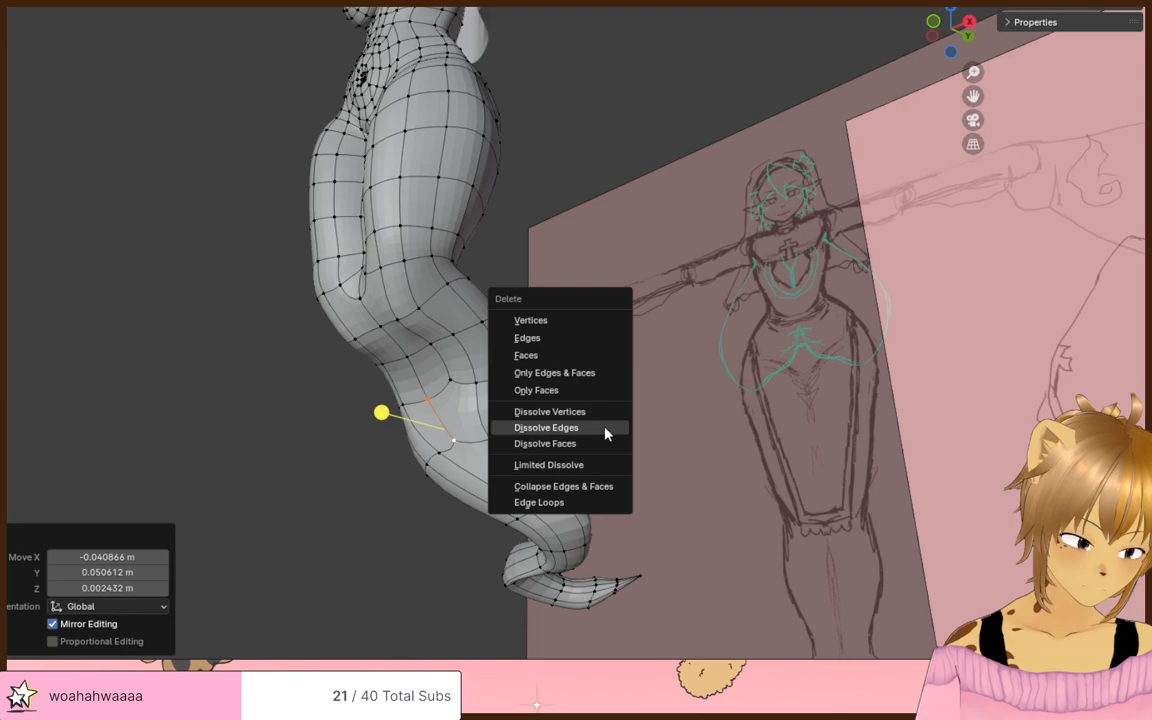 Properties
X
Y
Delete
Vertices
Edges
Faces
Only Edges & Faces
Only Faces
Dissolve Vertices
Dissolve Edges
Dissolve Faces
Limited Dissolve
Collapse Edges & Faces
Edge Loops
Move X -0.040866 m
Y 0.050612 m
Z 0.002432 m
entation Global
Mirror Editing
Proportional Editing
woahahwaaaa
21 / 40 Total Subs